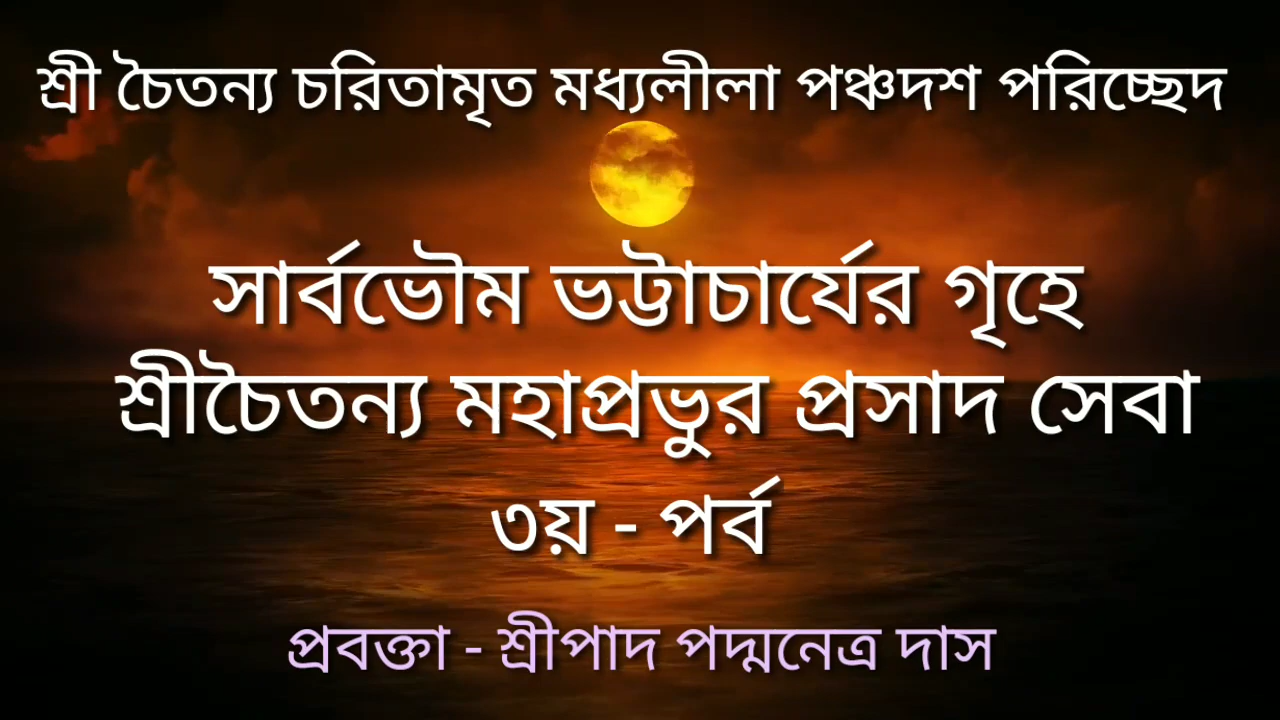 শ্রী চৈতন্য চরিতামৃত মধ্যলীলা পঞ্চদশ পরিচ্ছেদ
সার্বভৌম ভট্টাচার্যের গৃহে
শ্রীচৈতন্য মহাপ্রভুর প্রসাদ সেবা
৩য় - পর্ব
প্রবক্তা - শ্রীপাদ পদ্মনেত্র দাস